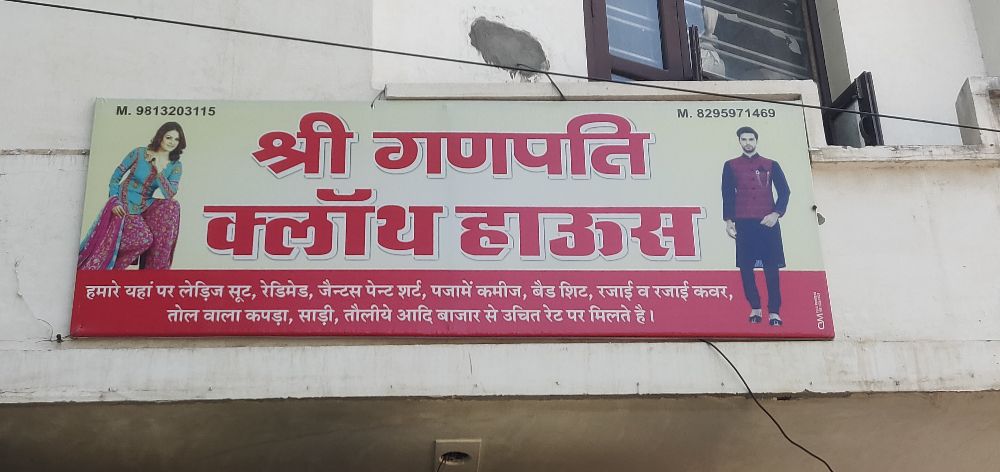 M. 9813203115
M. 8295971469
श्री गणपति
क्लॉथ हाऊस
हमारे यहां पर लेड़िज सूट, रेडिमेड, जैन्टस पेन्ट शर्ट, पजामें कमीज, बैड शिट, रजाई व रजाई कवर,
तोल वाला कपड़ा, साड़ी, तौलीये आदि बाजार से उचित रेट पर मिलते है।